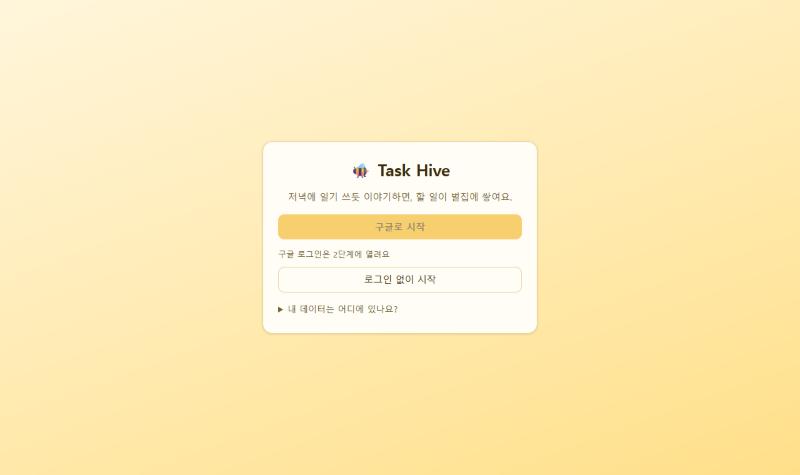 Task Hive
저녁에 일기 쓰듯 이야기하면, 할 일이 벌집에 쌓여요.
구글로 시작
구글 로그인은 2단계에 열려요
로그인 없이 시작
▶ 내 데이터는 어디에 있나요?